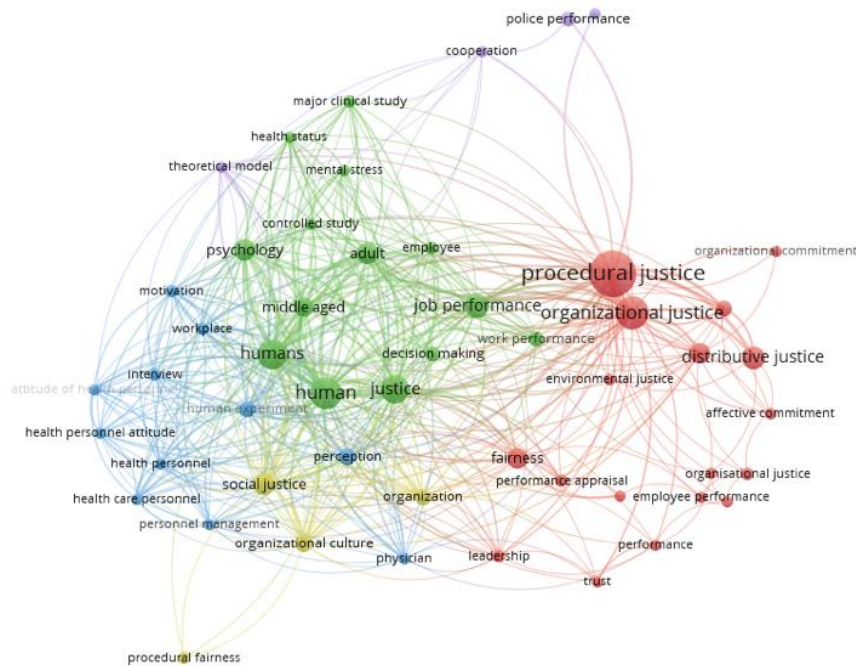 police performance
cooperation
major clinical study
health status
theoretical model
mental stress
controlled study
psychology
adult
employee
organizational commitment
procedural justice
motivation
middle aged
job performance
organizational justice
workplace
work performance
humans
decision making
distributive justice
interview
environmental justice
attitude of health
human
justice
human experiment
affective commitment
health personnel attitude
perception
fairness
health personnel
performance appraisal
organisational justice
social justice
organization
employee performance
health care personnel
personnel management
organizational culture
physician
leadership
performance
trust
procedural fairness